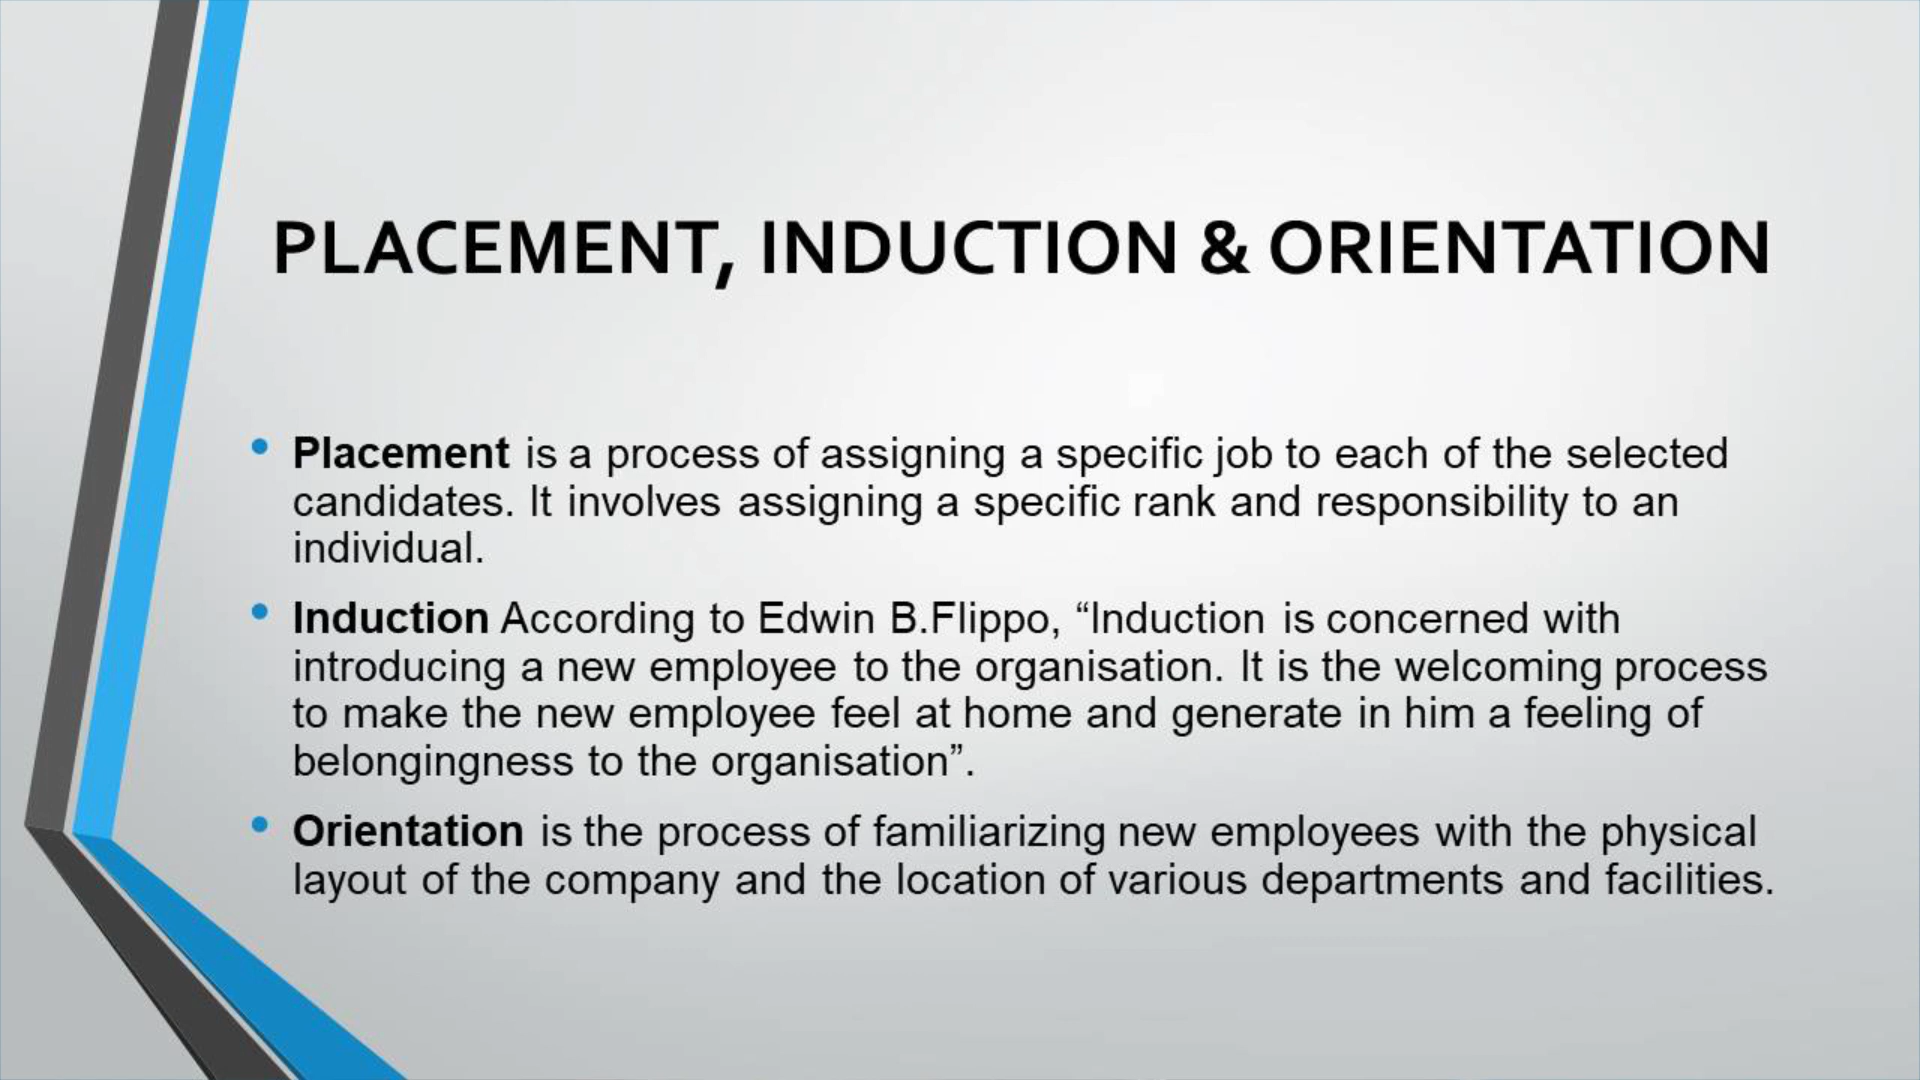 PLACEMENT, INDUCTION & ORIENTATION
• Placement is a process of assigning a specific job to each of the selected
candidates. It involves assigning a specific rank and responsibility to an
individual.
• Induction According to Edwin B.Flippo, “Induction is concerned with
introducing a new employee to the organisation. It is the welcoming process
to make the new employee feel at home and generate in him a feeling of
belongingness to the organisation”.
• Orientation is the process of familiarizing new employees with the physical
layout of the company and the location of various departments and facilities.